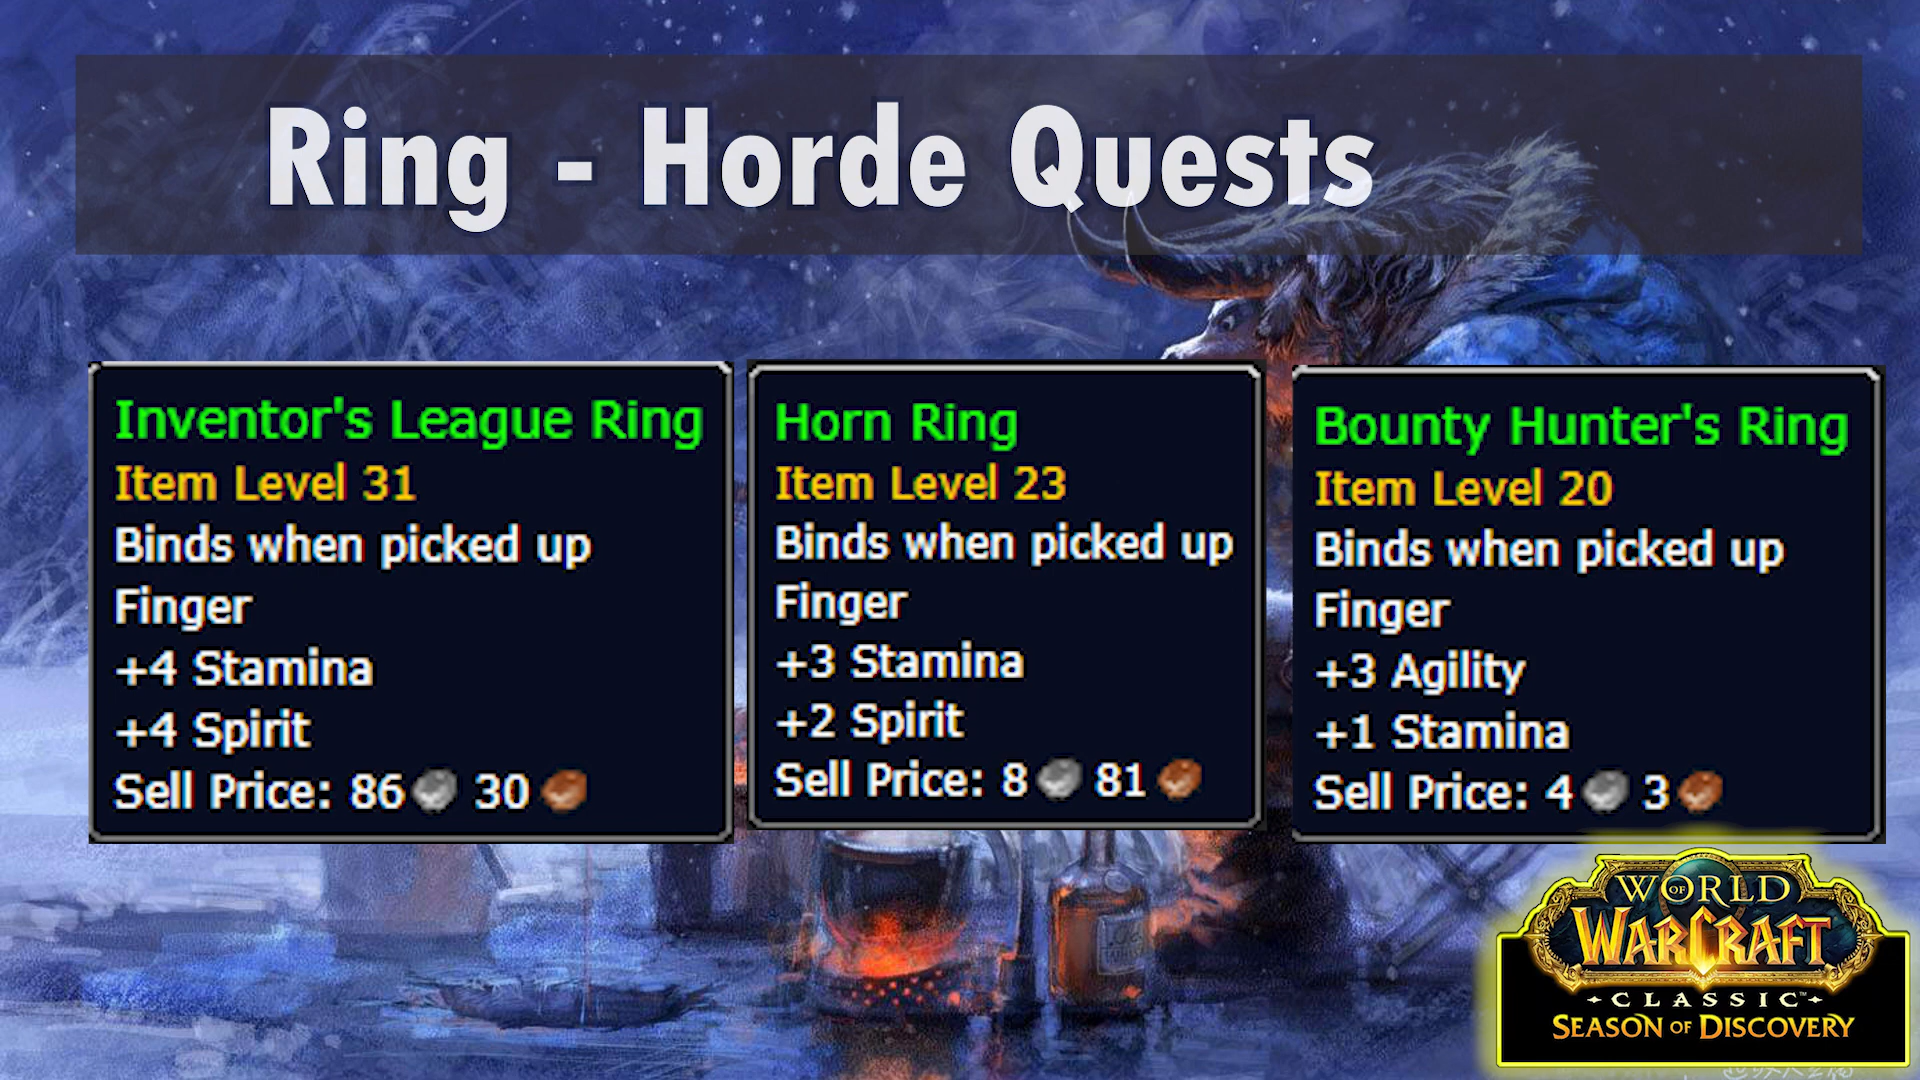 Ring - Horde Quests
Inventor's League Ring
Item Level 31
Binds when picked up
Finger
+4 Stamina
+4 Spirit
Sell Price: 86 30
Horn Ring
Item Level 23
Binds when picked up
Finger
+3 Stamina
+2 Spirit
Sell Price: 8 81
Bounty Hunter's Ring
Item Level 20
Binds when picked up
Finger
+3 Agility
+1 Stamina
Sell Price: 4 3
WORLD OF
WARCRAFT
CLASSIC™
SEASON OF DISCOVERY